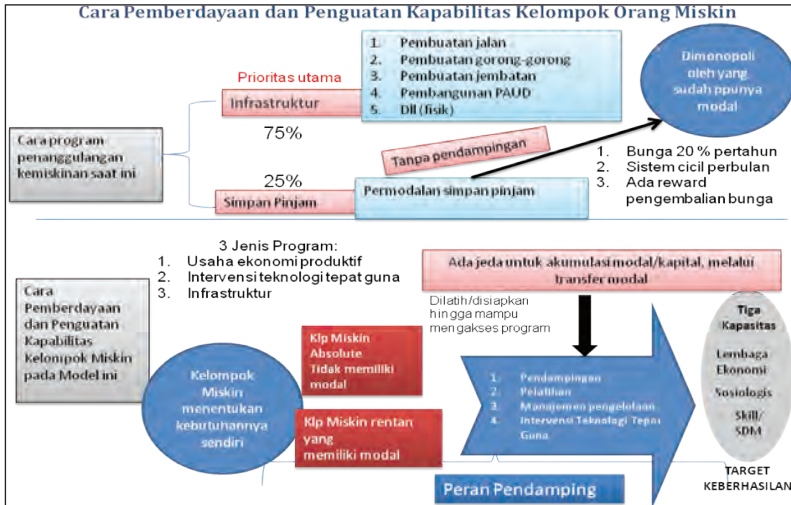 Cara Pemberdayaan dan Penguatan Kapabilitas Kelompok Orang Miskin
Cara program
penanggulangan
kemiskinan saat ini
Prioritas utama
Infrastruktur
75%
25%
Simpan Pinjam
1. Pembuatan jalan
2. Pembuatan gorong-gorong
3. Pembuatan jembatan
4. Pembangunan PAUD
5. Dll (fisik)
Tanpa pendampingan
Permodalan simpan pinjam
Dimonopoli
oleh yang
sudah ppunya
modal
1. Bunga 20 % pertahun
2. Sistem cicil perbulan
3. Ada reward
pengembalian bunga
3 Jenis Program:
1. Usaha ekonomi produktif
2. Intervensi teknologi tepat guna
3. Infrastruktur
Cara
Pemberdayaan
dan Penguatan
Kapabilitas
Kelompok Miskin
pada Model ini
Kelompok
Miskin
menentukan
kebutuhannya
sendiri
Klp Miskin
Absolute
Tidak memiliki
modal
Klp Miskin rentan
yang
memiliki modal
Ada jeda untuk akumulasi modal/kapital, melalui
transfer modal
Dilatih/disiapkan
hingga mampu
mengakses program
1. Pendampingan
2. Pelatihan
3. Manajemen pengelolaan
4. Intervensi Teknologi Tepat
Guna
Peran Pendamping
Tiga
Kapasitas
Lembaga
Ekonomi
Sosiologis
Skill/
SDM
TARGET
KEBERHASILAN